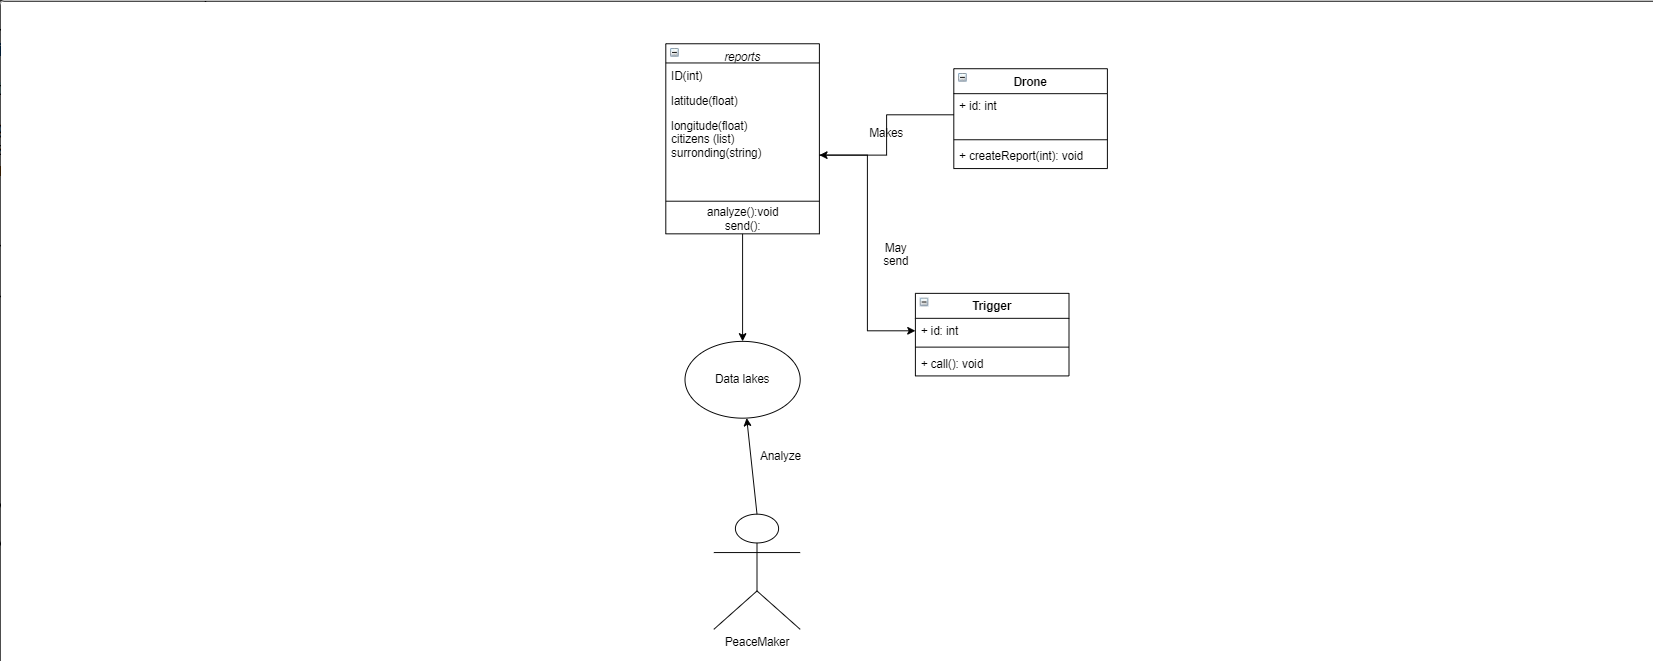 reports
ID(int)
latitude(float)
longitude(float)
citizens (list)
surronding(string)
analyze():void
send():
Drone
+ id: int
+ createReport(int): void
Makes
May
send
Trigger
+ id: int
+ call(): void
Data lakes
Analyze
PeaceMaker